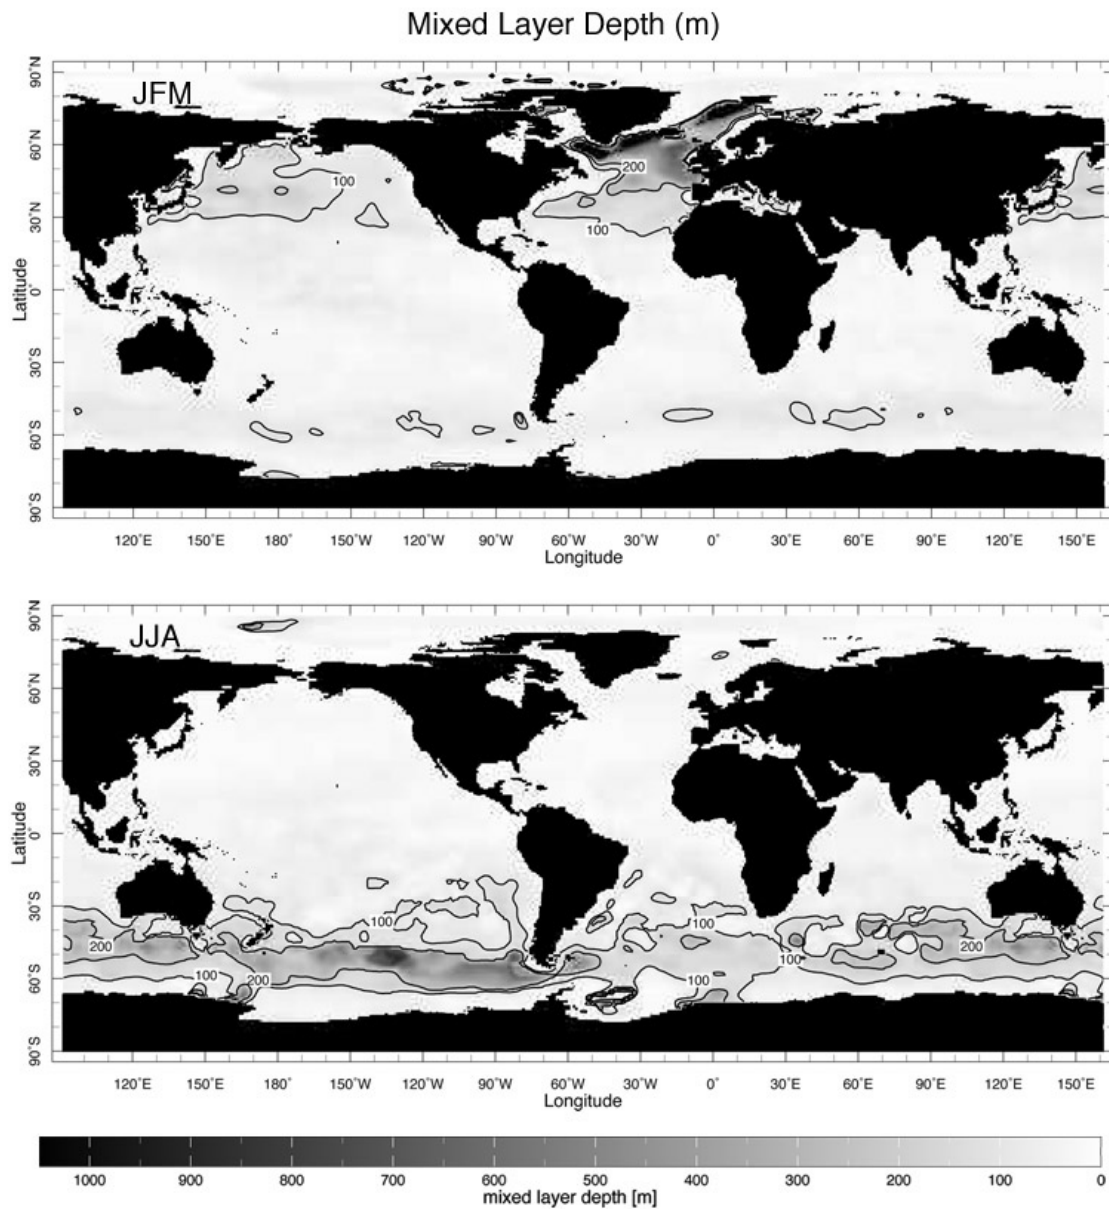 Mixed Layer Depth (m)
JFM
90°N
60°N
30°N
0°
30°S
60°S
90°S
Latitude
100
200
100
120°E 150°E 180° 150°W 120°W 90°W 60°W 30°W 0° 30°E 60°E 90°E 120°E 150°E
Longitude
JJA
90°N
60°N
30°N
0°
30°S
60°S
90°S
Latitude
100
100
200
200
100
200
100
100
120°E 150°E 180° 150°W 120°W 90°W 60°W 30°W 0° 30°E 60°E 90°E 120°E 150°E
Longitude
1000 900 800 700 600 500 400 300 200 100 0
mixed layer depth [m]